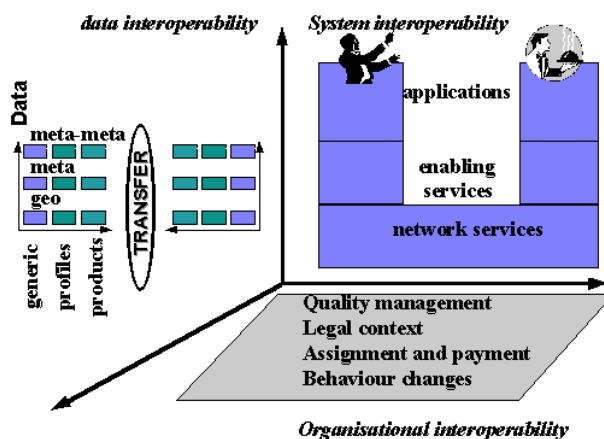 data interoperability
System interoperability
Data
meta-meta
meta
geo
TRANSFER
generic
profiles
products
applications
enabling
services
network services
Quality management
Legal context
Assignment and payment
Behaviour changes
Organisational interoperability